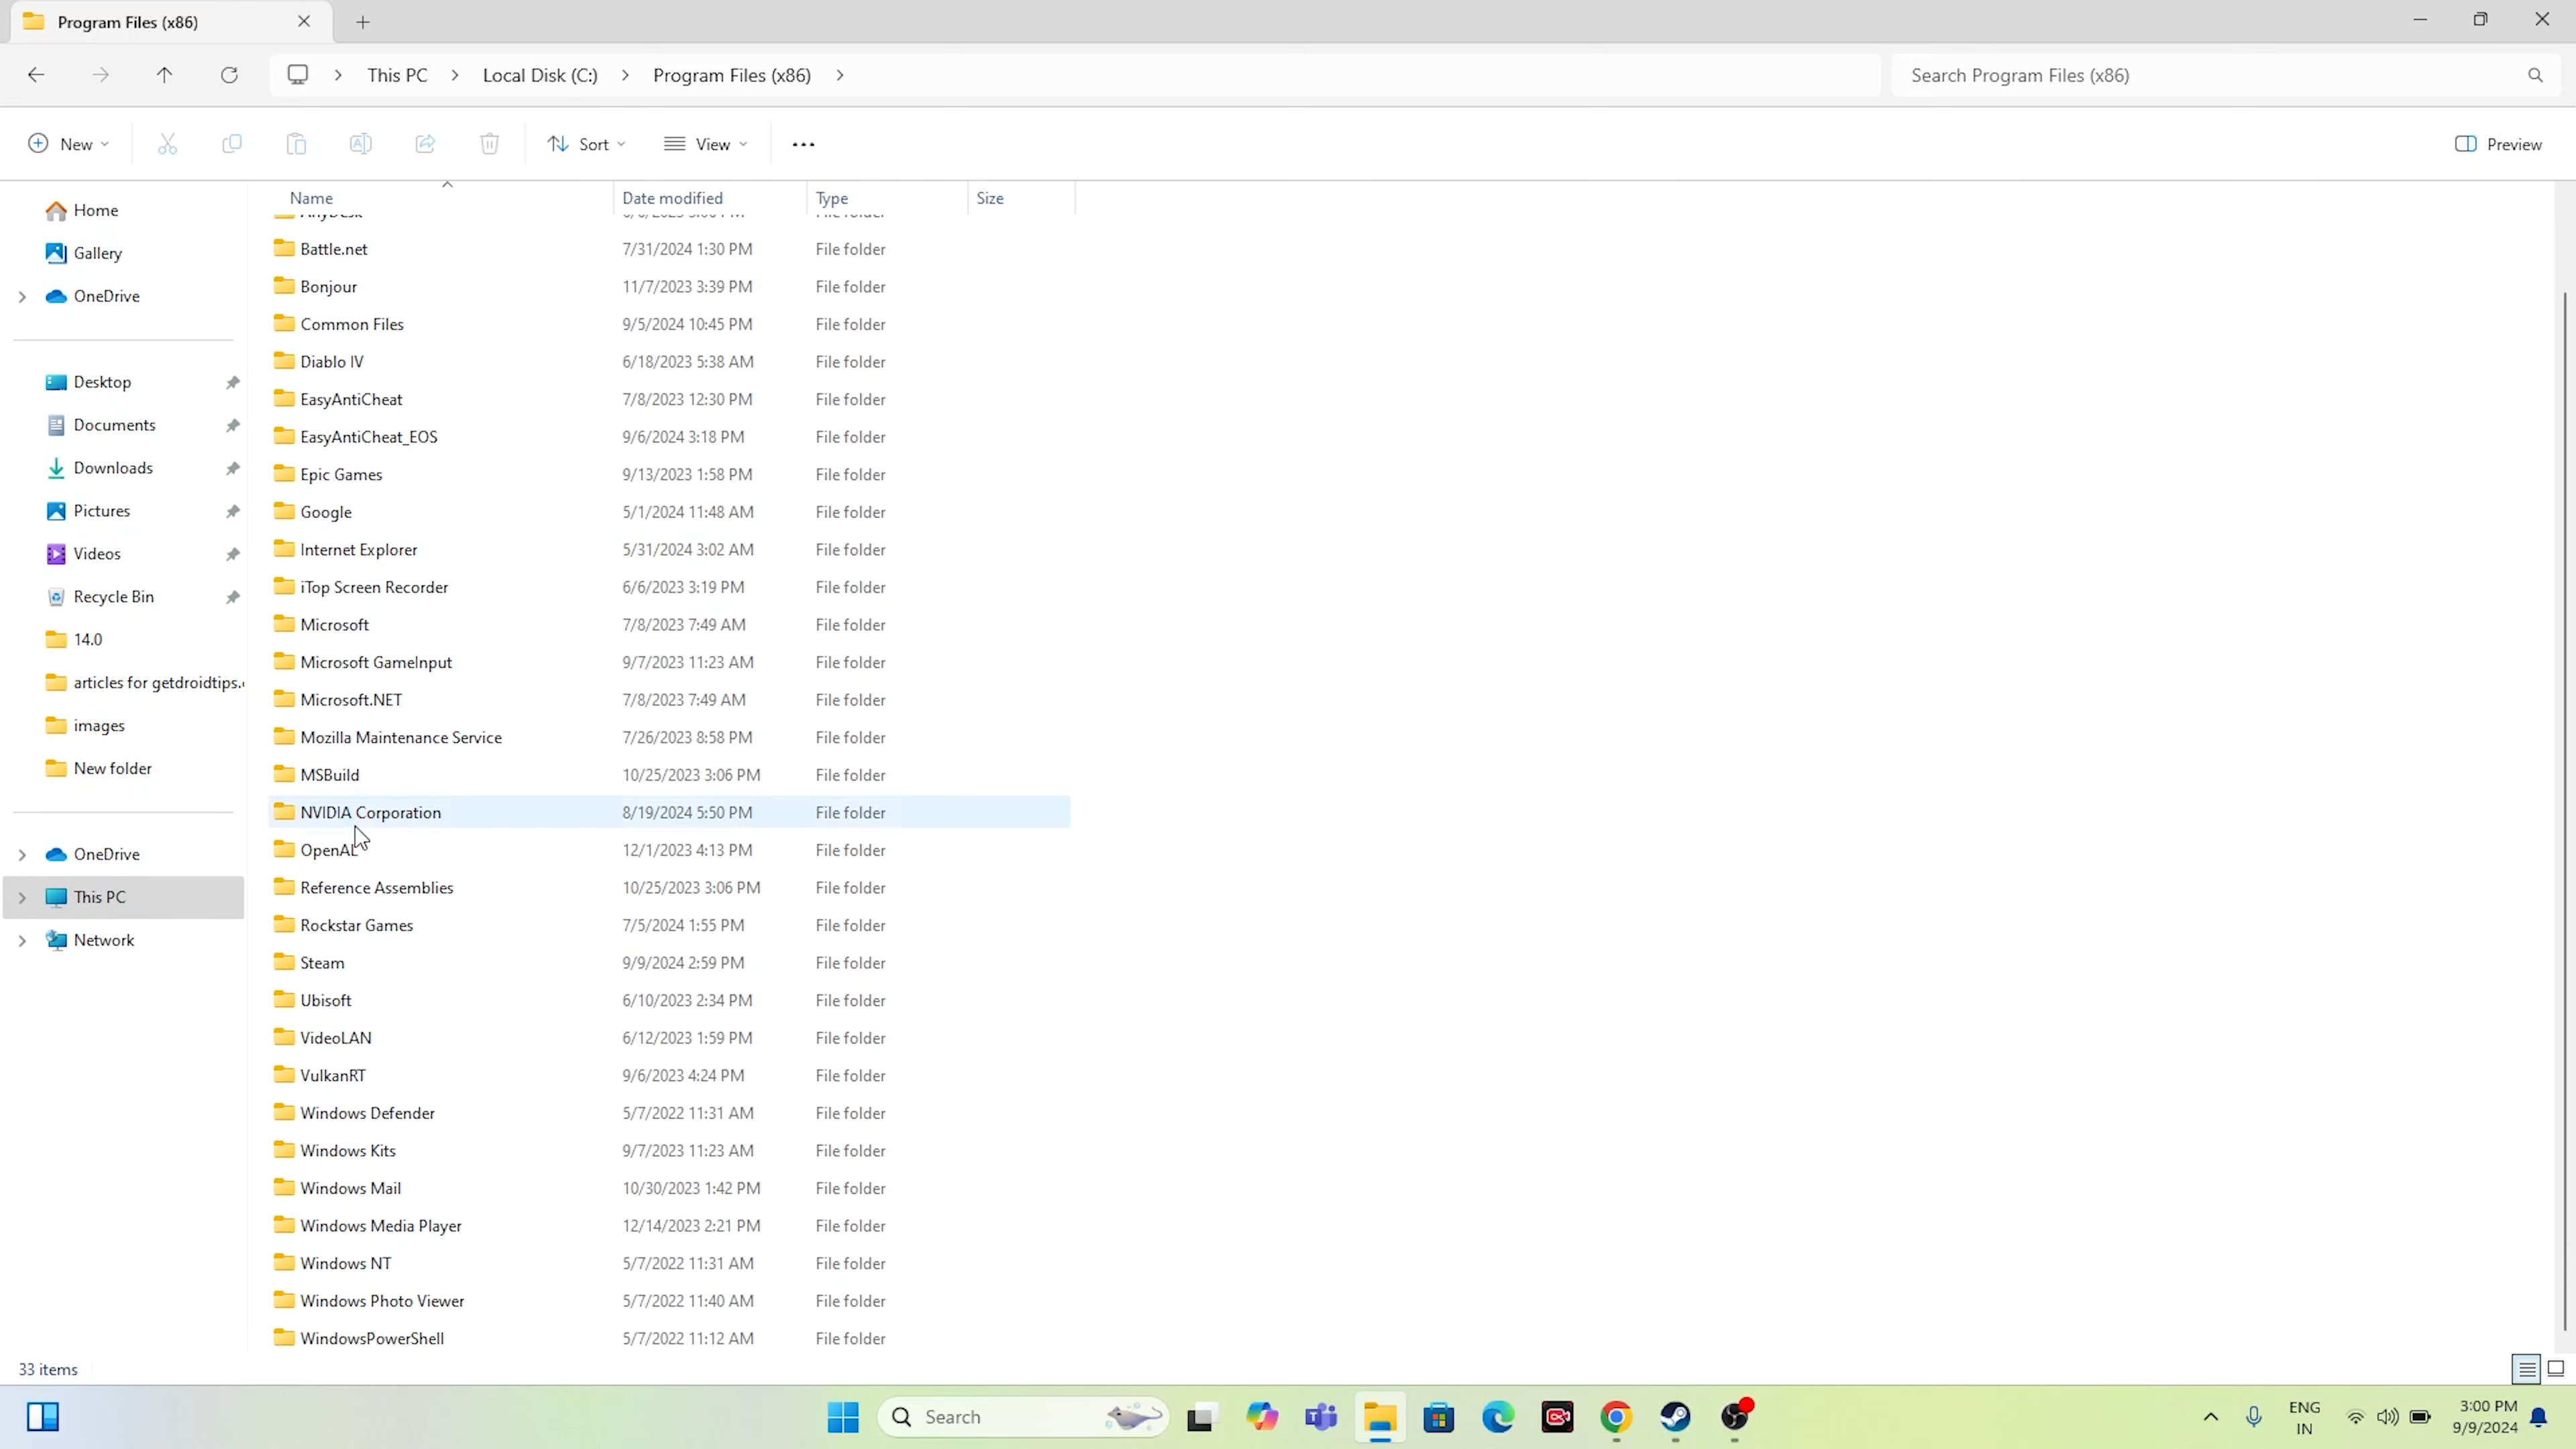 Program Files (x86)
This PC
Local Disk (C:)
Program Files (x86)
Search Program Files (x86)
New
Sort
View
Preview
Name
Date modified
Type
Size
Home
Gallery
OneDrive
Desktop
Documents
Downloads
Pictures
Videos
Recycle Bin
14.0
articles for getdroidtips.
images
New folder
OneDrive
This PC
Network
Battle.net 7/31/2024 1:30 PM File folder
Bonjour 11/7/2023 3:39 PM File folder
Common Files 9/5/2024 10:45 PM File folder
Diablo IV 6/18/2023 5:38 AM File folder
EasyAntiCheat 7/8/2023 12:30 PM File folder
EasyAntiCheat_EOS 9/6/2024 3:18 PM File folder
Epic Games 9/13/2023 1:58 PM File folder
Google 5/1/2024 11:48 AM File folder
Internet Explorer 5/31/2024 3:02 AM File folder
iTop Screen Recorder 6/6/2023 3:19 PM File folder
Microsoft 7/8/2023 7:49 AM File folder
Microsoft GameInput 9/7/2023 11:23 AM File folder
Microsoft.NET 7/8/2023 7:49 AM File folder
Mozilla Maintenance Service 7/26/2023 8:58 PM File folder
MSBuild 10/25/2023 3:06 PM File folder
NVIDIA Corporation 8/19/2024 5:50 PM File folder
OpenAL 12/1/2023 4:13 PM File folder
Reference Assemblies 10/25/2023 3:06 PM File folder
Rockstar Games 7/5/2024 1:55 PM File folder
Steam 9/9/2024 2:59 PM File folder
Ubisoft 6/10/2023 2:34 PM File folder
VideoLAN 6/12/2023 1:59 PM File folder
VulkanRT 9/6/2023 4:24 PM File folder
Windows Defender 5/7/2022 11:31 AM File folder
Windows Kits 9/7/2023 11:23 AM File folder
Windows Mail 10/30/2023 1:42 PM File folder
Windows Media Player 12/14/2023 2:21 PM File folder
Windows NT 5/7/2022 11:31 AM File folder
Windows Photo Viewer 5/7/2022 11:40 AM File folder
WindowsPowerShell 5/7/2022 11:12 AM File folder
33 items
Search
ENG
IN
3:00 PM
9/9/2024